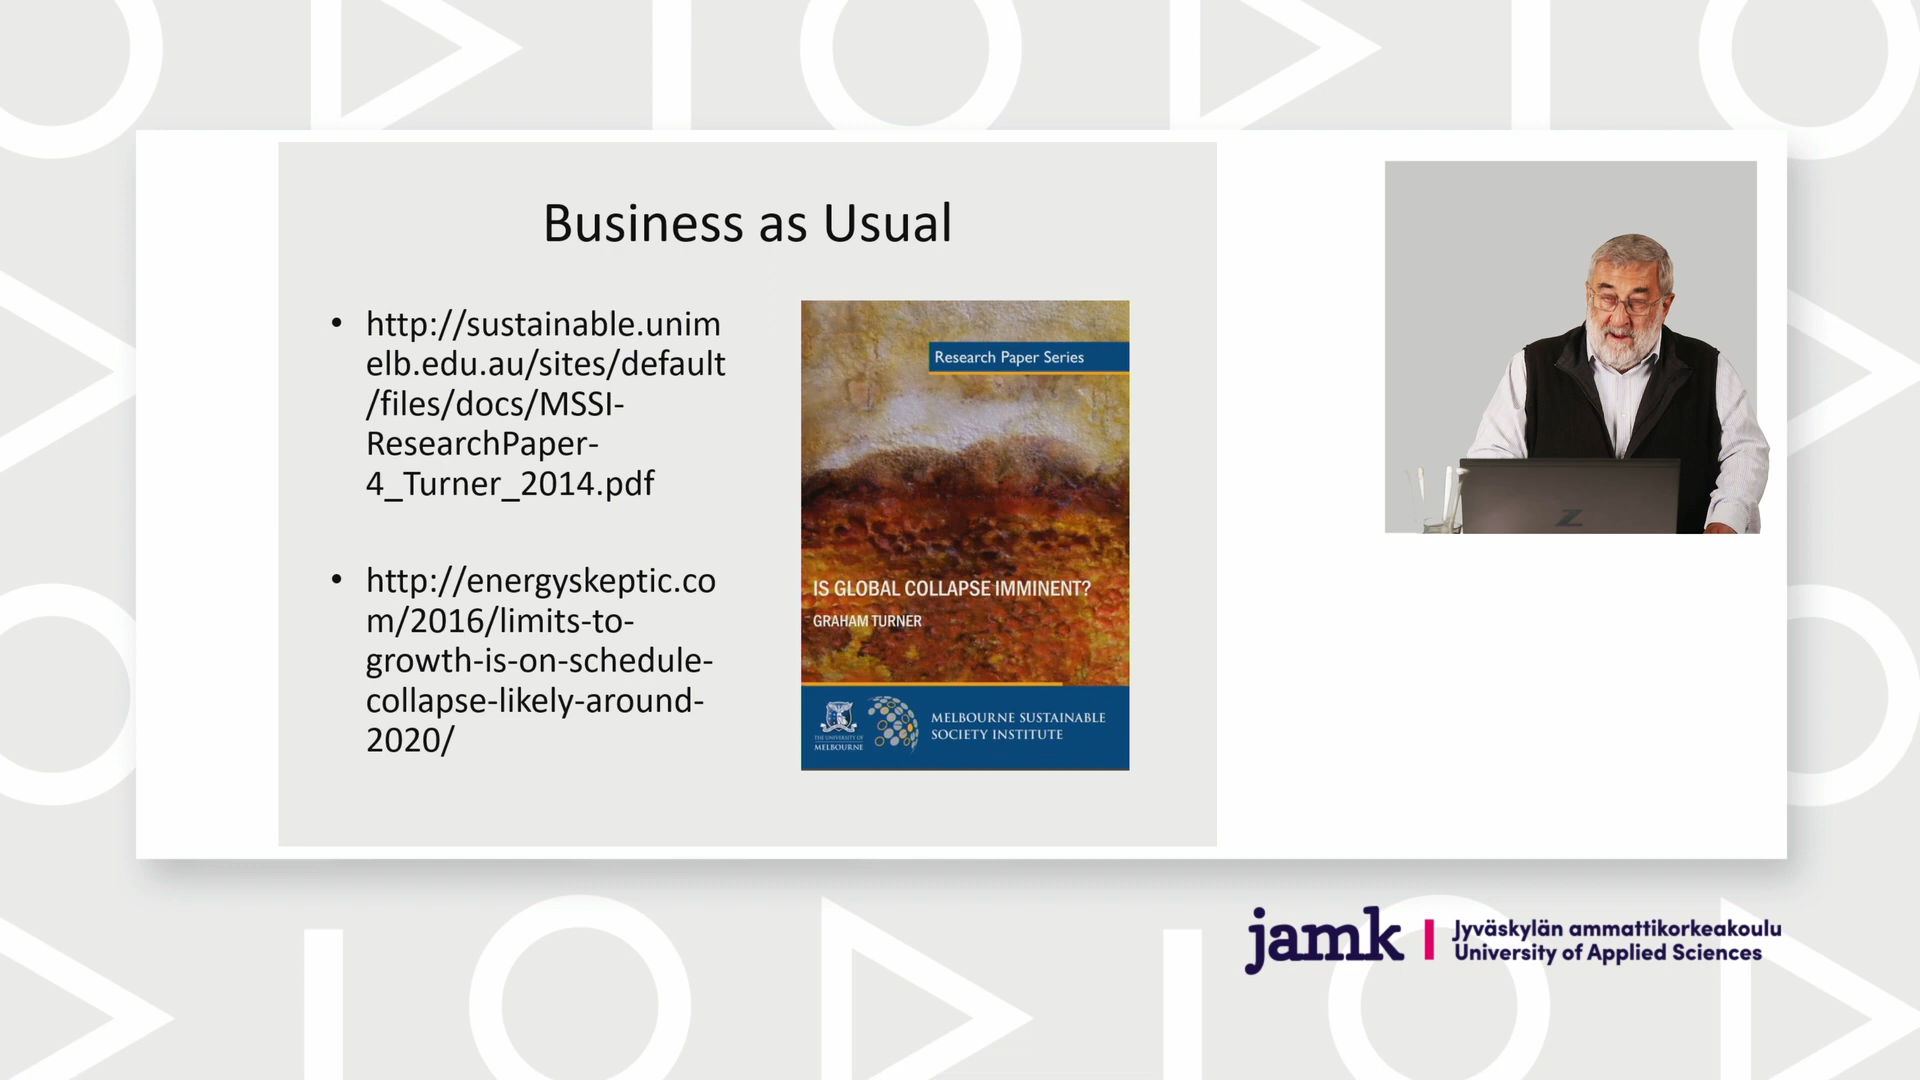 Business as Usual
• http://sustainable.unim
elb.edu.au/sites/default
/files/docs/MSSI-
ResearchPaper-
4_Turner_2014.pdf
• http://energyskeptic.co
m/2016/limits-to-
growth-is-on-schedule-
collapse-likely-around-
2020/
Research Paper Series
IS GLOBAL COLLAPSE IMMINENT?
GRAHAM TURNER
THE UNIVERSITY OF
MELBOURNE
MELBOURNE SUSTAINABLE
SOCIETY INSTITUTE
Z
jamk
Jyväskylän ammattikorkeakoulu
University of Applied Sciences